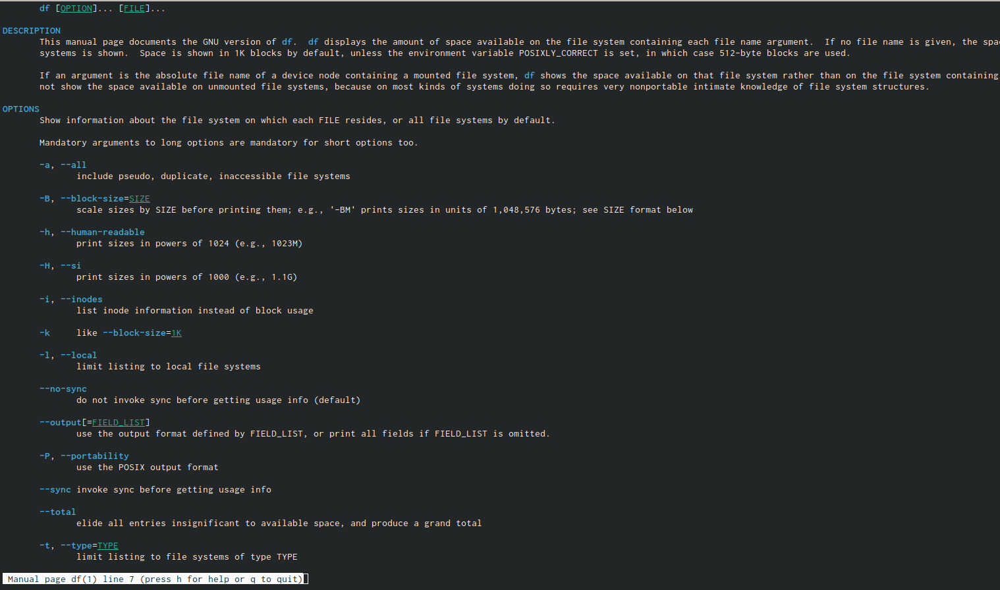 df [OPTION]... [FILE]...
DESCRIPTION
This manual page documents the GNU version of df.  df displays the amount of space available on the file system containing each file name argument.  If no file name is given, the
systems is shown.  Space is shown in 1K blocks by default, unless the environment variable POSIXLY_CORRECT is set, in which case 512-byte blocks are used.
If an argument is the absolute file name of a device node containing a mounted file system, df shows the space available on that file system rather than on the file system containing
not show the space available on unmounted file systems, because on most kinds of systems doing so requires very nonportable intimate knowledge of file system structures.
OPTIONS
Show information about the file system on which each FILE resides, or all file systems by default.
Mandatory arguments to long options are mandatory for short options too.
-a, --all
include pseudo, duplicate, inaccessible file systems
-B, --block-size=SIZE
scale sizes by SIZE before printing them; e.g., '-BM' prints sizes in units of 1,048,576 bytes; see SIZE format below
-h, --human-readable
print sizes in powers of 1024 (e.g., 1023M)
-H, --si
print sizes in powers of 1000 (e.g., 1.1G)
-i, --inodes
list inode information instead of block usage
-k     like --block-size=1K
-l, --local
limit listing to local file systems
--no-sync
do not invoke sync before getting usage info (default)
--output[=FIELD_LIST]
use the output format defined by FIELD_LIST, or print all fields if FIELD_LIST is omitted.
-P, --portability
use the POSIX output format
--sync invoke sync before getting usage info
--total
elide all entries insignificant to available space, and produce a grand total
-t, --type=TYPE
limit listing to file systems of type TYPE
Manual page df(1) line 7 (press h for help or q to quit)